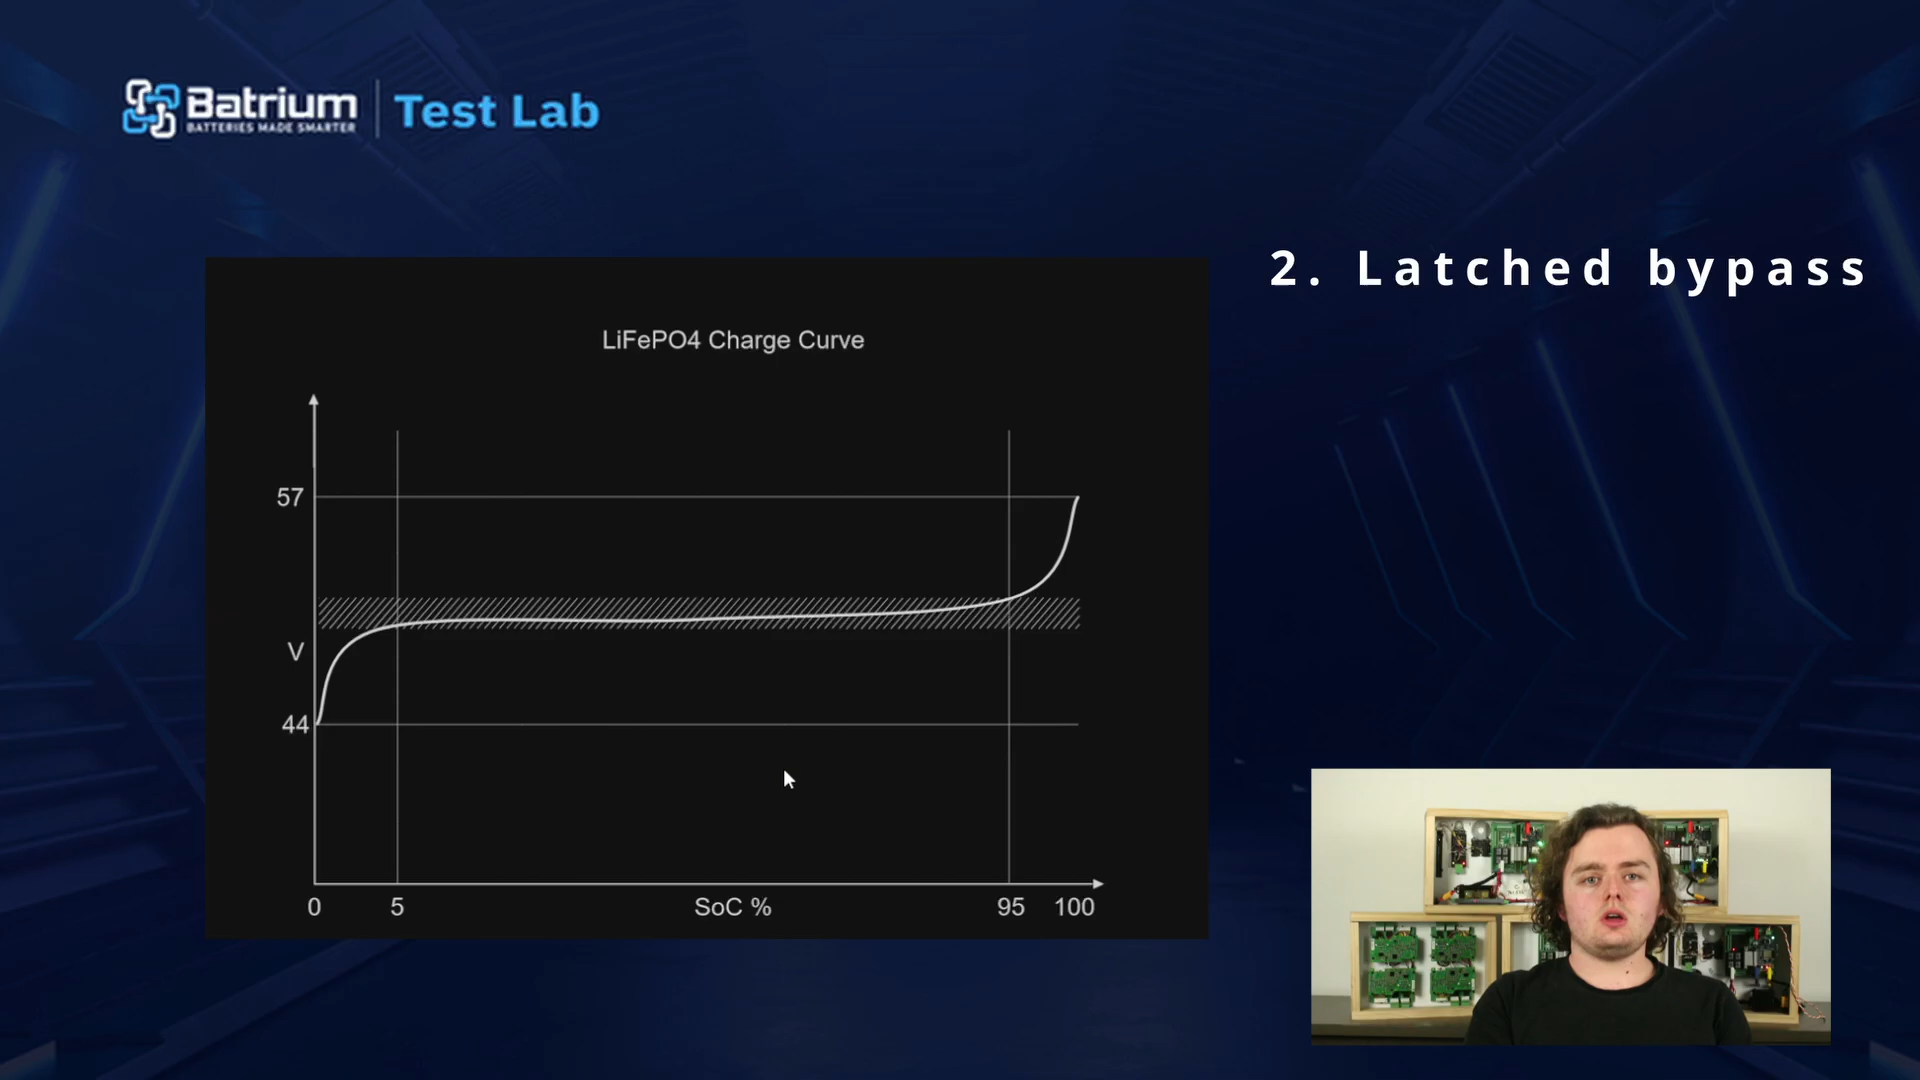 Batrium
BATTERIES MADE SMARTER
Test Lab
2. Latched bypass
LiFePO4 Charge Curve
57
V
44
0 5 SoC % 95 100